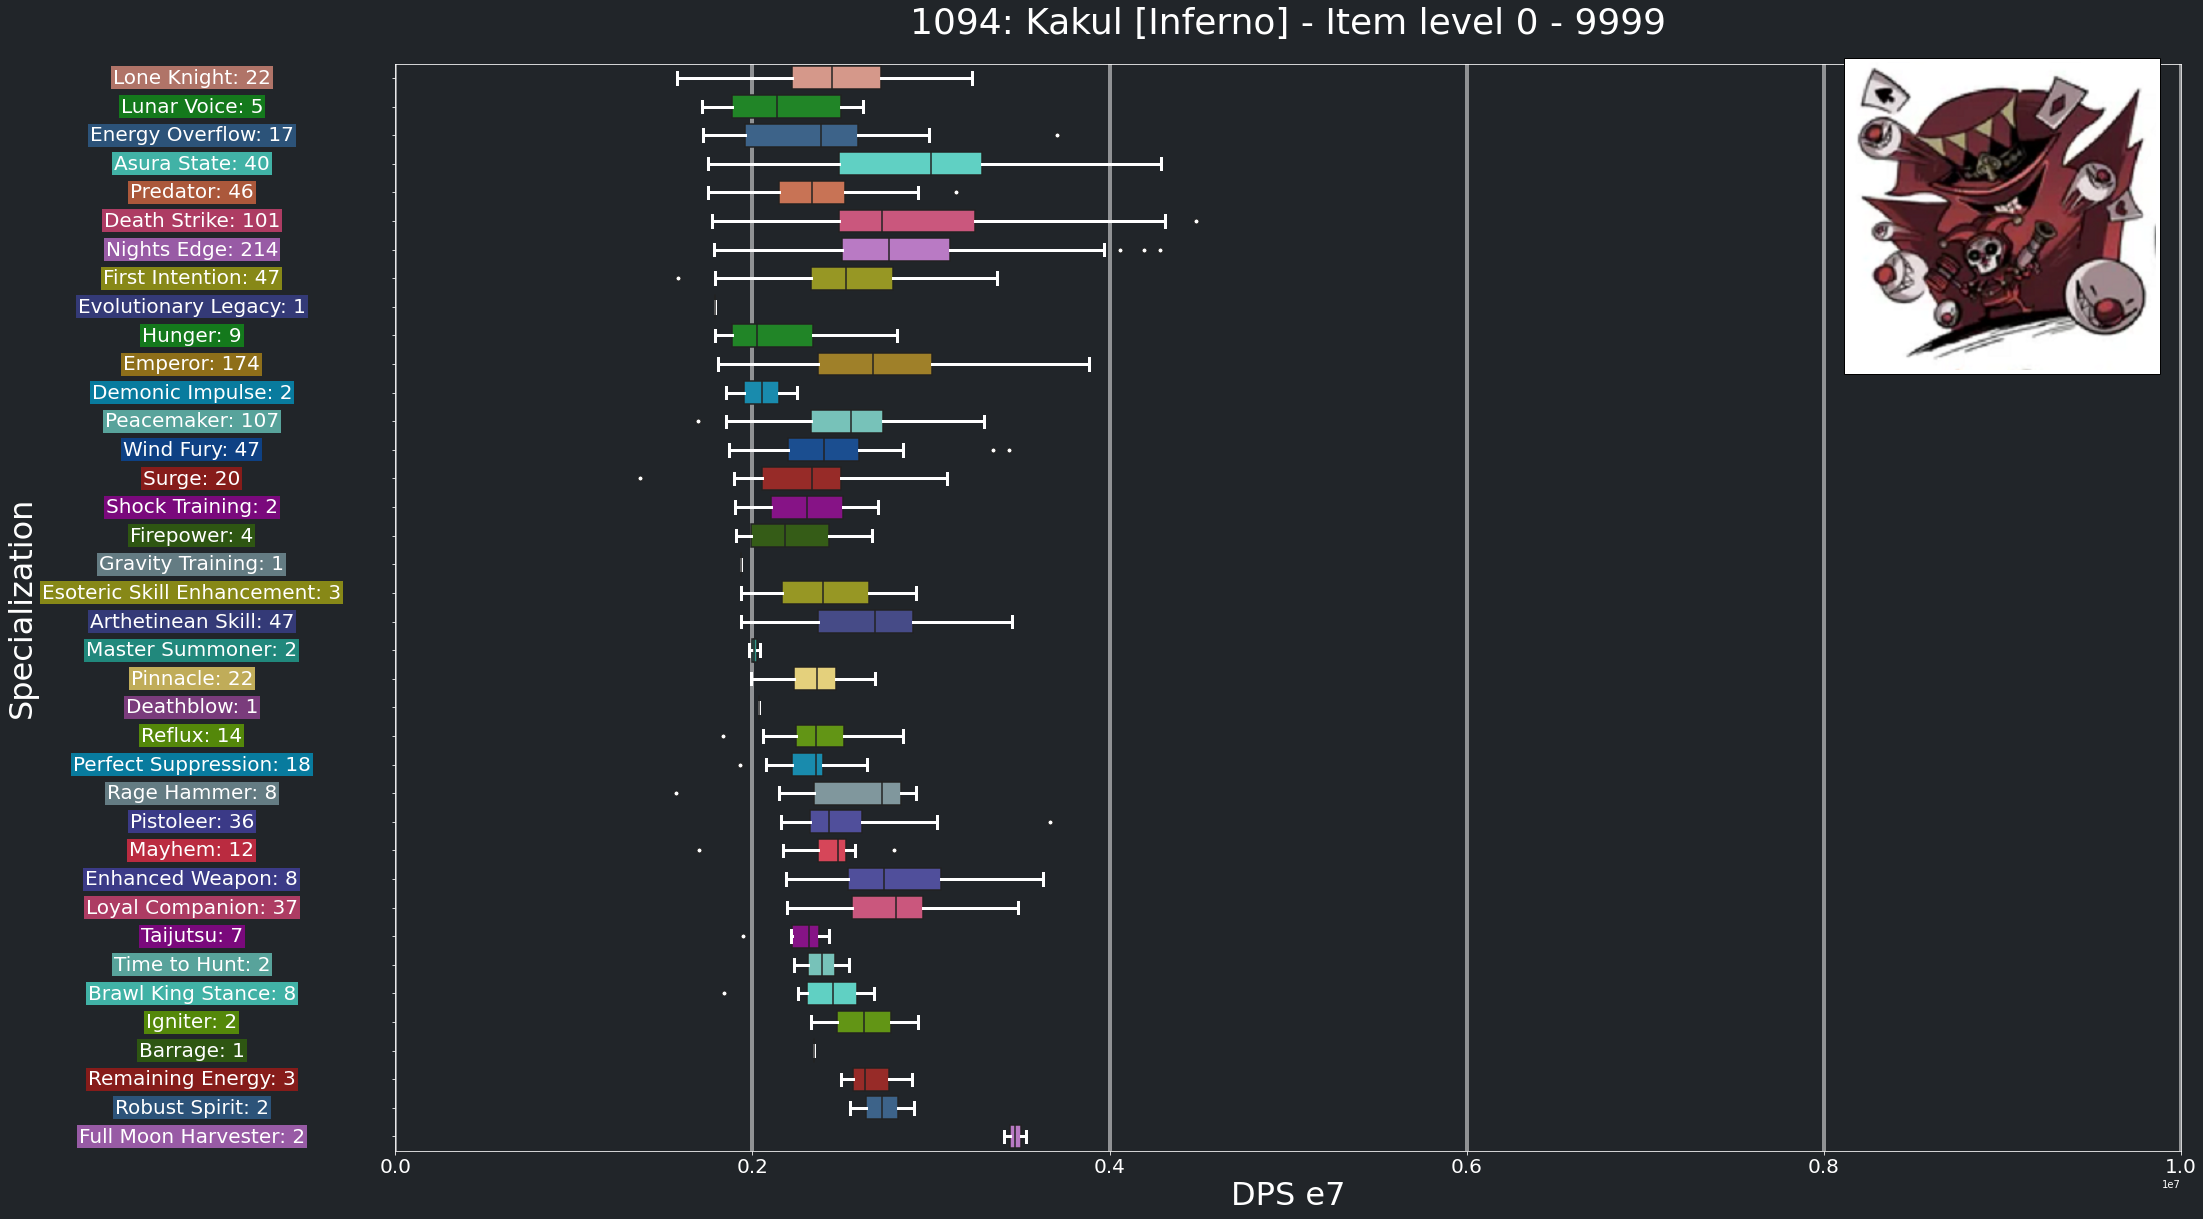 1094: Kakul [Inferno] - Item level 0 - 9999
Specialization
Lone Knight: 22
Lunar Voice: 5
Energy Overflow: 17
Asura State: 40
Predator: 46
Death Strike: 101
Nights Edge: 214
First Intention: 47
Evolutionary Legacy: 1
Hunger: 9
Emperor: 174
Demonic Impulse: 2
Peacemaker: 107
Wind Fury: 47
Surge: 20
Shock Training: 2
Firepower: 4
Gravity Training: 1
Esoteric Skill Enhancement: 3
Arthetinean Skill: 47
Master Summoner: 2
Pinnacle: 22
Deathblow: 1
Reflux: 14
Perfect Suppression: 18
Rage Hammer: 8
Pistoleer: 36
Mayhem: 12
Enhanced Weapon: 8
Loyal Companion: 37
Taijutsu: 7
Time to Hunt: 2
Brawl King Stance: 8
Igniter: 2
Barrage: 1
Remaining Energy: 3
Robust Spirit: 2
Full Moon Harvester: 2
0.0 0.2 0.4 0.6 0.8 1.0
1e7
DPS e7